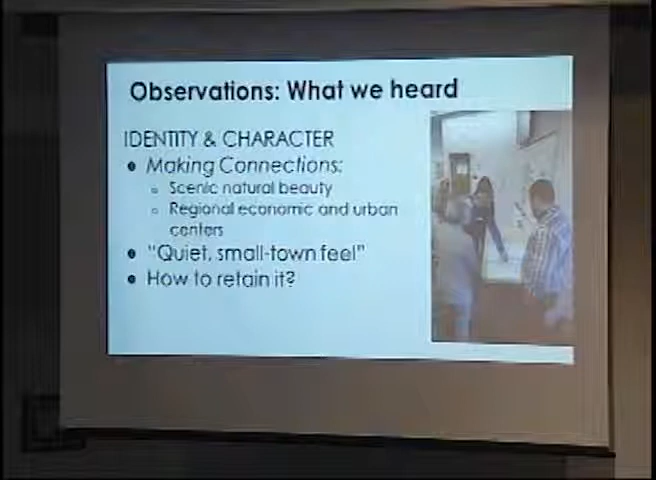 Observations: What we heard
IDENTITY & CHARACTER
• Making Connections:
○ Scenic natural beauty
○ Regional economic and urban
centers
• "Quiet, small-town feel"
• How to retain it?